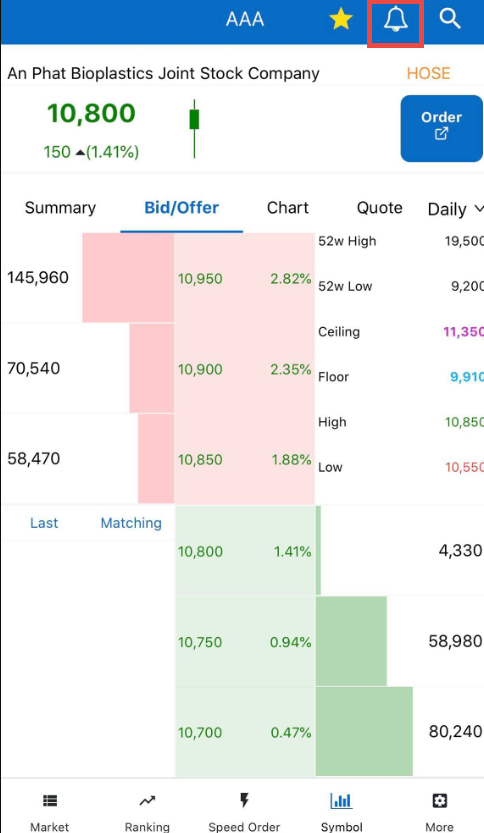 AAA
An Phat Bioplastics Joint Stock Company HOSE
10,800
150 (1.41%)
Order
Summary Bid/Offer Chart Quote Daily
145,960 10,950 2.82%
70,540 10,900 2.35%
58,470 10,850 1.88%
52w High 19,500
52w Low 9,200
Ceiling 11,350
Floor 9,910
High 10,850
Low 10,550
Last Matching
10,800 1.41% 4,330
10,750 0.94% 58,980
10,700 0.47% 80,240
Market Ranking Speed Order Symbol More